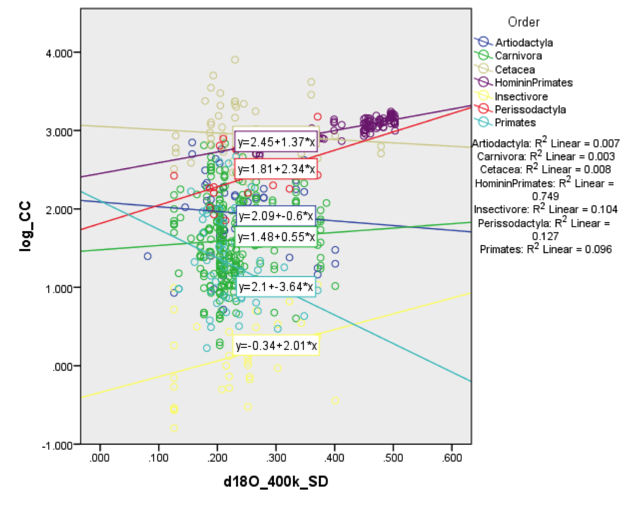 Order
4.000
3.000
2.000
1.000
.000
-1.000
log_CC
.000
.100
.200
.300
.400
.500
.600
d18O_400k_SD
y=2.45+1.37*x
y=1.81+2.34*x
y=2.09+-0.6*x
y=1.48+0.55*x
y=2.1+-3.64*x
y=-0.34+2.01*x
Artiodactyla
Carnivora
Cetacea
HomininPrimates
Insectivore
Perissodactyla
Primates
Artiodactyla: R² Linear = 0.007
Carnivora: R² Linear = 0.003
Cetacea: R² Linear = 0.008
HomininPrimates: R² Linear =
0.749
Insectivore: R² Linear = 0.104
Perissodactyla: R² Linear =
0.127
Primates: R² Linear = 0.096